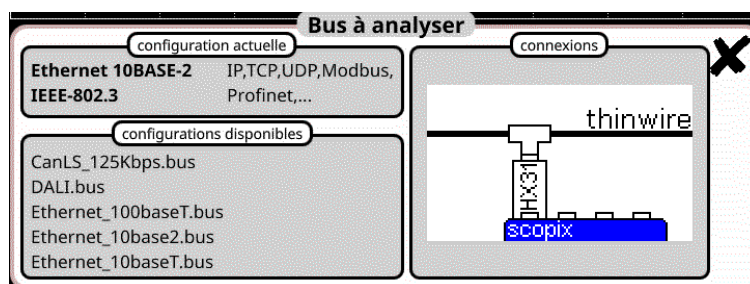 Bus à analyser
configuration actuelle
Ethernet 10BASE-2 IP,TCP,UDP,Modbus,
IEEE-802.3 Profinet,...
configurations disponibles
CanLS_125Kbps.bus
DALI.bus
Ethernet_100baseT.bus
Ethernet_10base2.bus
Ethernet_10baseT.bus
connexions
thinwire
HX31
scopix